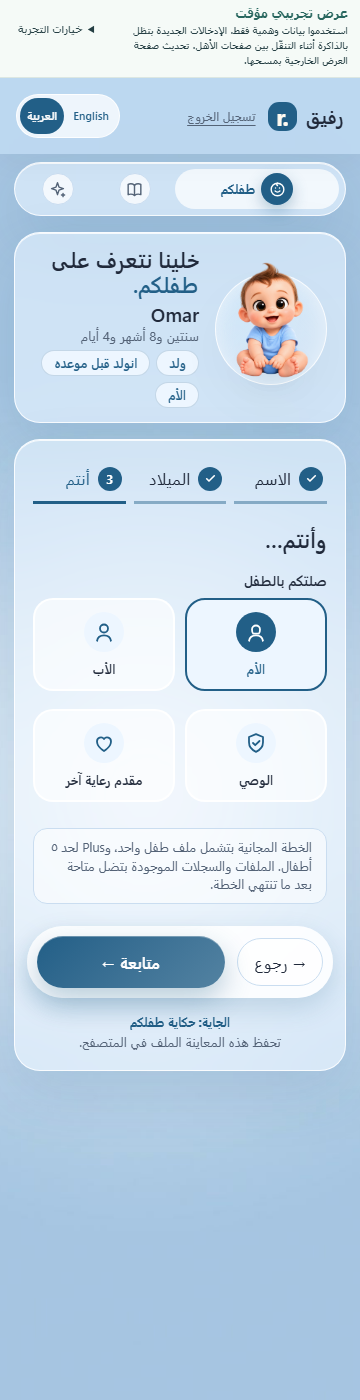 عرض تجريبي مؤقت
استخدموا بيانات وهمية فقط. الإدخالات الجديدة بتظل
بالذاكرة أثناء التنقّل بين صفحات الأهل. تحديث صفحة
العرض الخارجية بمسحها.
◀ خيارات التجربة
رفيق
r.
تسجيل الخروج
English
العربية
طفلكم
خلينا نتعرف على
طفلكم.
Omar
سنتين و8 أشهر و4 أيام
ولد
انولد قبل موعده
الأم
الاسم
الميلاد
3 أنتم
وأنتم...
صلتكم بالطفل
الأم
الأب
الوصي
مقدم رعاية آخر
الخطة المجانية بتشمل ملف طفل واحد، وPlus لحد ٥
أطفال. الملفات والسجلات الموجودة بتضل متاحة
بعد ما تنتهي الخطة.
→ رجوع
متابعة ←
الجاية: حكاية طفلكم
تحفظ هذه المعاينة الملف في المتصفح.